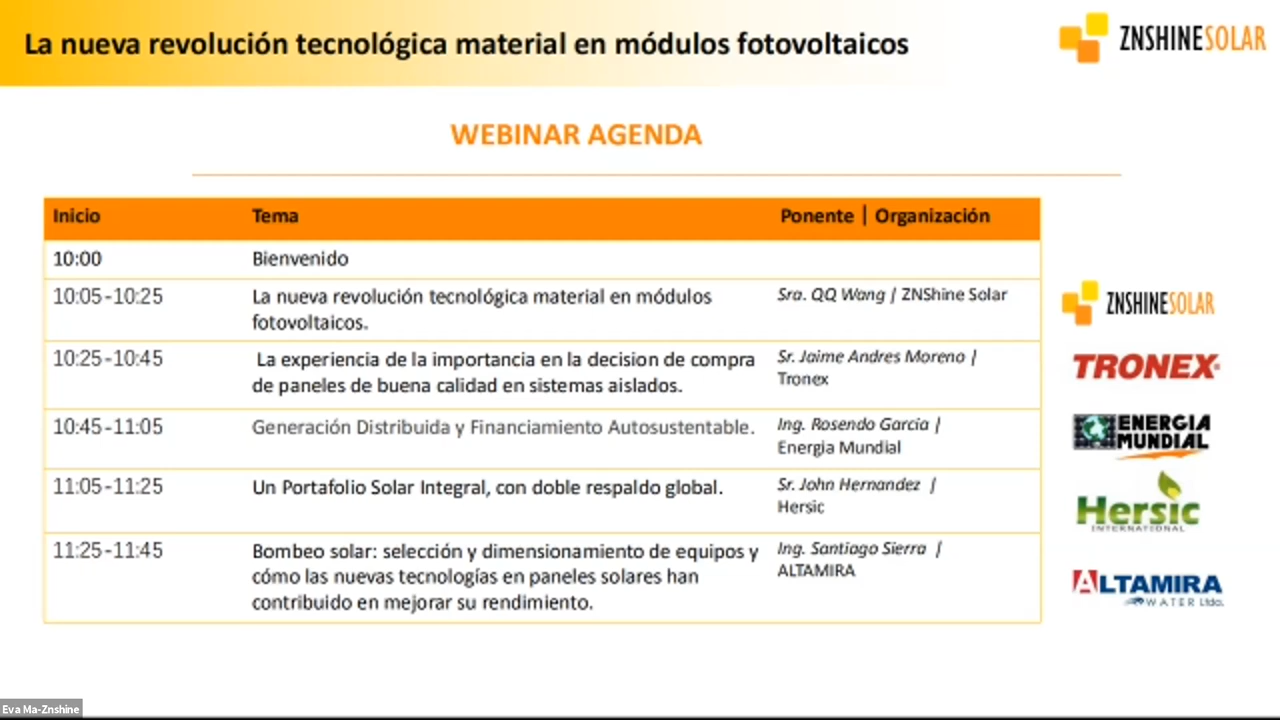 La nueva revolución tecnológica material en módulos fotovoltaicos
ZNSHINESOLAR
WEBINAR AGENDA
Inicio Tema Ponente | Organización
10:00 Bienvenido
10:05-10:25 La nueva revolución tecnológica material en módulos
fotovoltaicos.
Sra. QQ Wang | ZNShine Solar
ZNSHINESOLAR
10:25-10:45 La experiencia de la importancia en la decision de compra
de paneles de buena calidad en sistemas aislados.
Sr. Jaime Andres Moreno |
Tronex
TRONEX
10:45-11:05 Generación Distribuida y Financiamiento Autosustentable.
Ing. Rosendo Garcia |
Energia Mundial
ENERGIA
MUNDIAL
11:05-11:25 Un Portafolio Solar Integral, con doble respaldo global.
Sr. John Hernandez |
Hersic
Hersic
INTERNATIONAL
11:25-11:45 Bombeo solar: selección y dimensionamiento de equipos y
cómo las nuevas tecnologías en paneles solares han
contribuido en mejorar su rendimiento.
Ing. Santiago Sierra |
ALTAMIRA
ALTAMIRA
WATER Ltda.
Eva Ma-Znshine